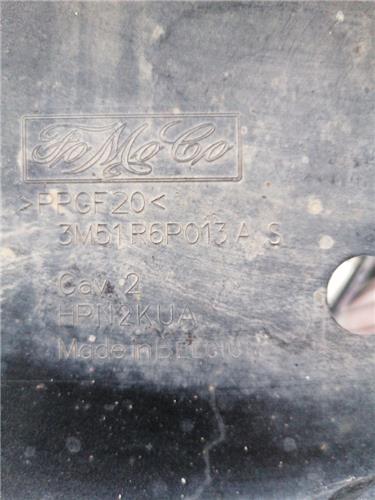 FoMoCo
>PPGF20<
3M51 R6P013 A S
Cav. 2
HPN12KUA
Made in BELGIUM